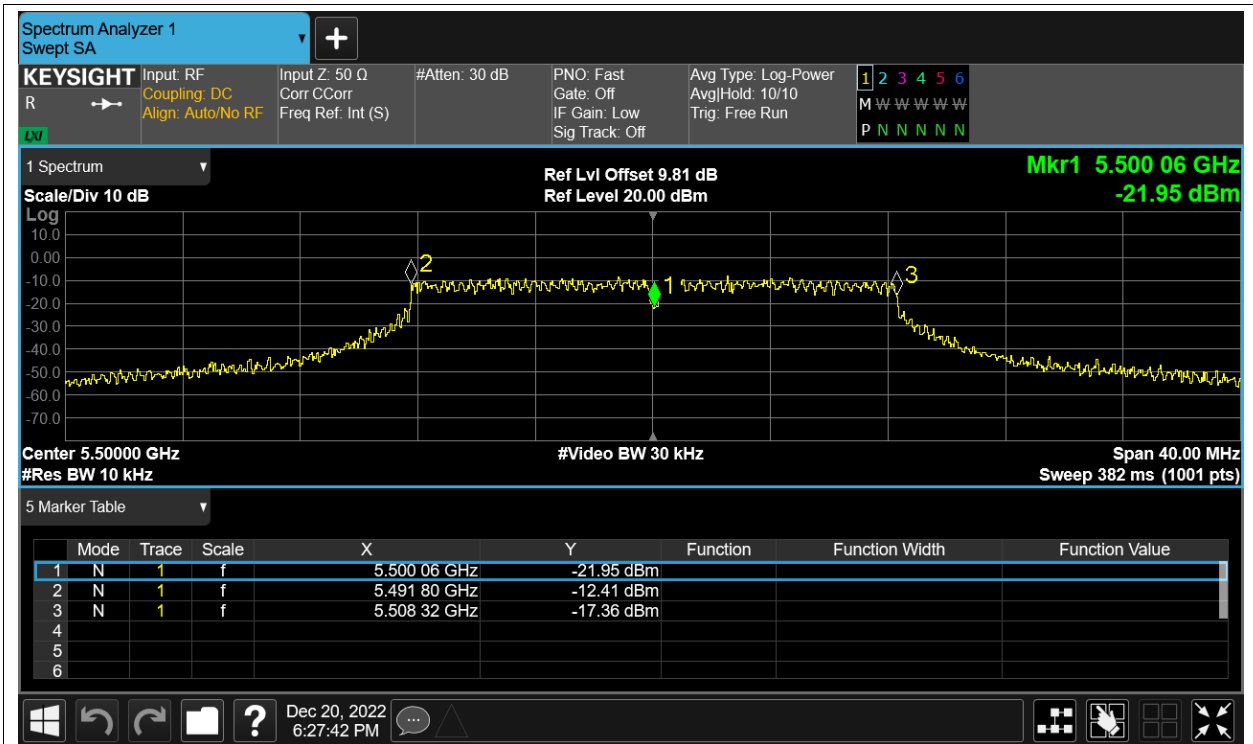 Spectrum Analyzer 1
Swept SA
+
KEYSIGHT
R
LXI
Input: RF
Coupling: DC
Align: Auto/No RF
Input Z: 50 Ω
Corr CCorr
Freq Ref: Int (S)
#Atten: 30 dB
PNO: Fast
Gate: Off
IF Gain: Low
Sig Track: Off
Avg Type: Log-Power
Avg|Hold: 10/10
Trig: Free Run
1 2 3 4 5 6
M W W W W W
P N N N N N
1 Spectrum
Scale/Div 10 dB
Ref Lvl Offset 9.81 dB
Ref Level 20.00 dBm
Mkr1 5.500 06 GHz
-21.95 dBm
Log
10.0
0.00
-10.0
-20.0
-30.0
-40.0
-50.0
-60.0
-70.0
2
1
3
Center 5.50000 GHz
#Res BW 10 kHz
#Video BW 30 kHz
Span 40.00 MHz
Sweep 382 ms (1001 pts)
5 Marker Table
Mode Trace Scale X Y Function Function Width Function Value
1 N 1 f 5.500 06 GHz -21.95 dBm
2 N 1 f 5.491 80 GHz -12.41 dBm
3 N 1 f 5.508 32 GHz -17.36 dBm
4
5
6
?
Dec 20, 2022
6:27:42 PM